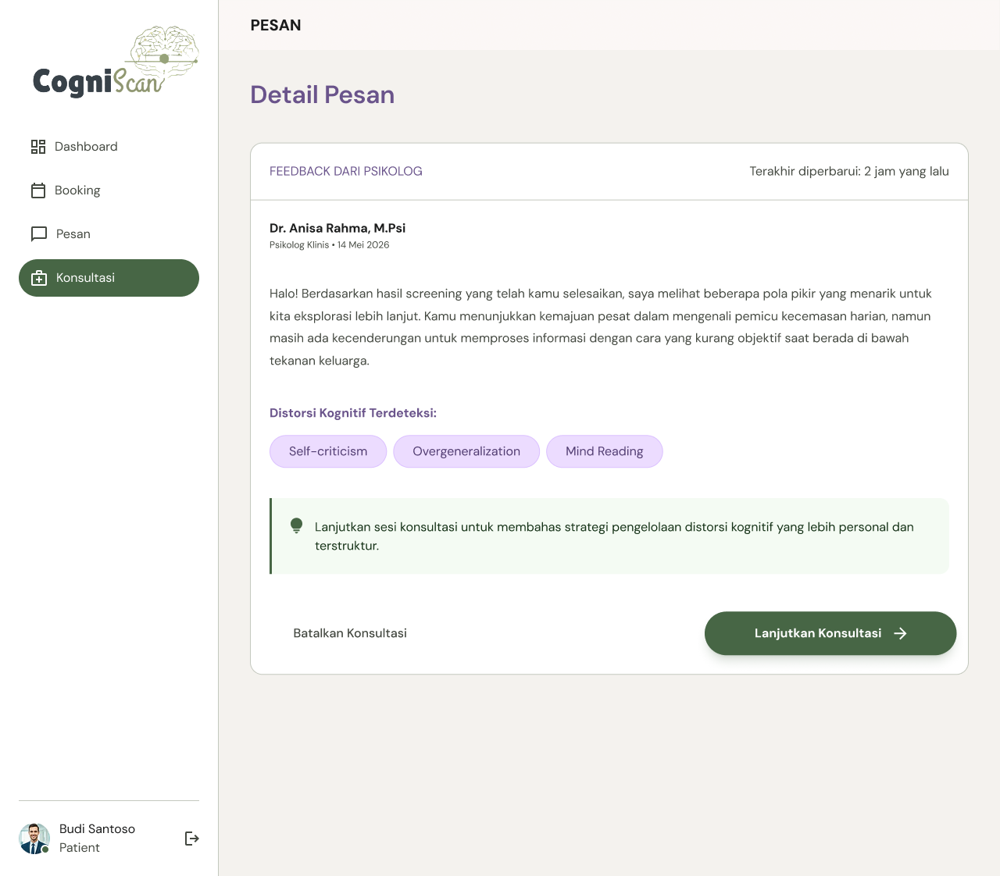 CogniScan
Dashboard
Booking
Pesan
Konsultasi
Budi Santoso
Patient
PESAN
Detail Pesan
FEEDBACK DARI PSIKOLOG
Terakhir diperbarui: 2 jam yang lalu
Dr. Anisa Rahma, M.Psi
Psikolog Klinis • 14 Mei 2026
Halo! Berdasarkan hasil screening yang telah kamu selesaikan, saya melihat beberapa pola pikir yang menarik untuk
kita eksplorasi lebih lanjut. Kamu menunjukkan kemajuan pesat dalam mengenali pemicu kecemasan harian, namun
masih ada kecenderungan untuk memproses informasi dengan cara yang kurang objektif saat berada di bawah
tekanan keluarga.
Distorsi Kognitif Terdeteksi:
Self-criticism
Overgeneralization
Mind Reading
Lanjutkan sesi konsultasi untuk membahas strategi pengelolaan distorsi kognitif yang lebih personal dan
terstruktur.
Batalkan Konsultasi
Lanjutkan Konsultasi